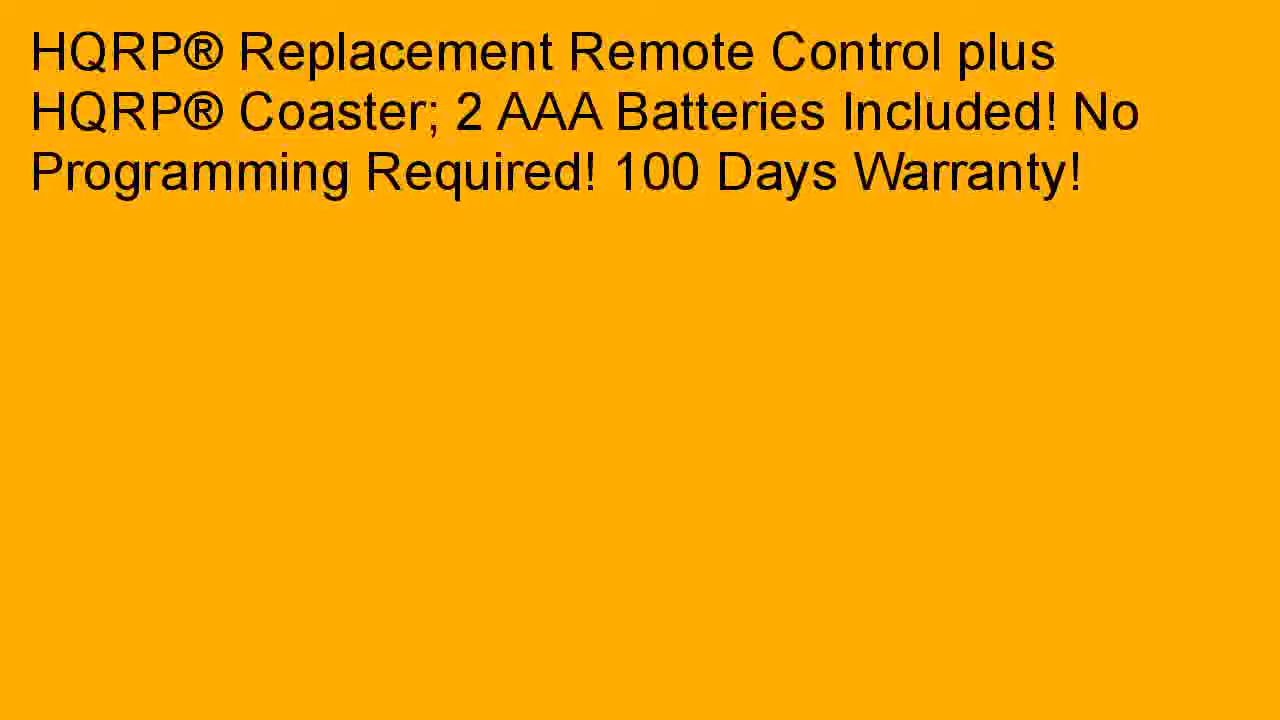 HQRP® Replacement Remote Control plus
HQRP® Coaster; 2 AAA Batteries Included! No
Programming Required! 100 Days Warranty!